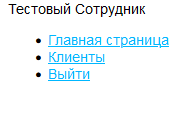 Тестовый Сотрудник
Главная страница
Клиенты
Выйти